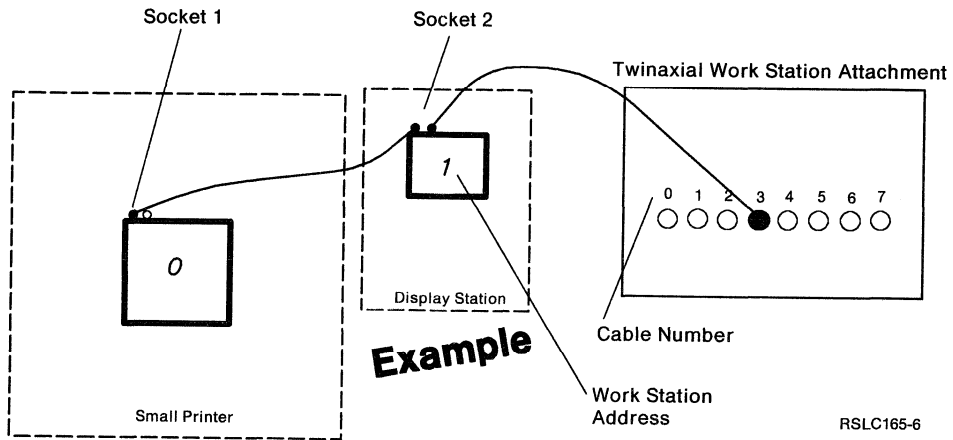 Socket 1
Socket 2
Twinaxial Work Station Attachment
1
0 1 2 3 4 5 6 7
0
Display Station
Cable Number
Example
Work Station
Address
Small Printer
RSLC165-6